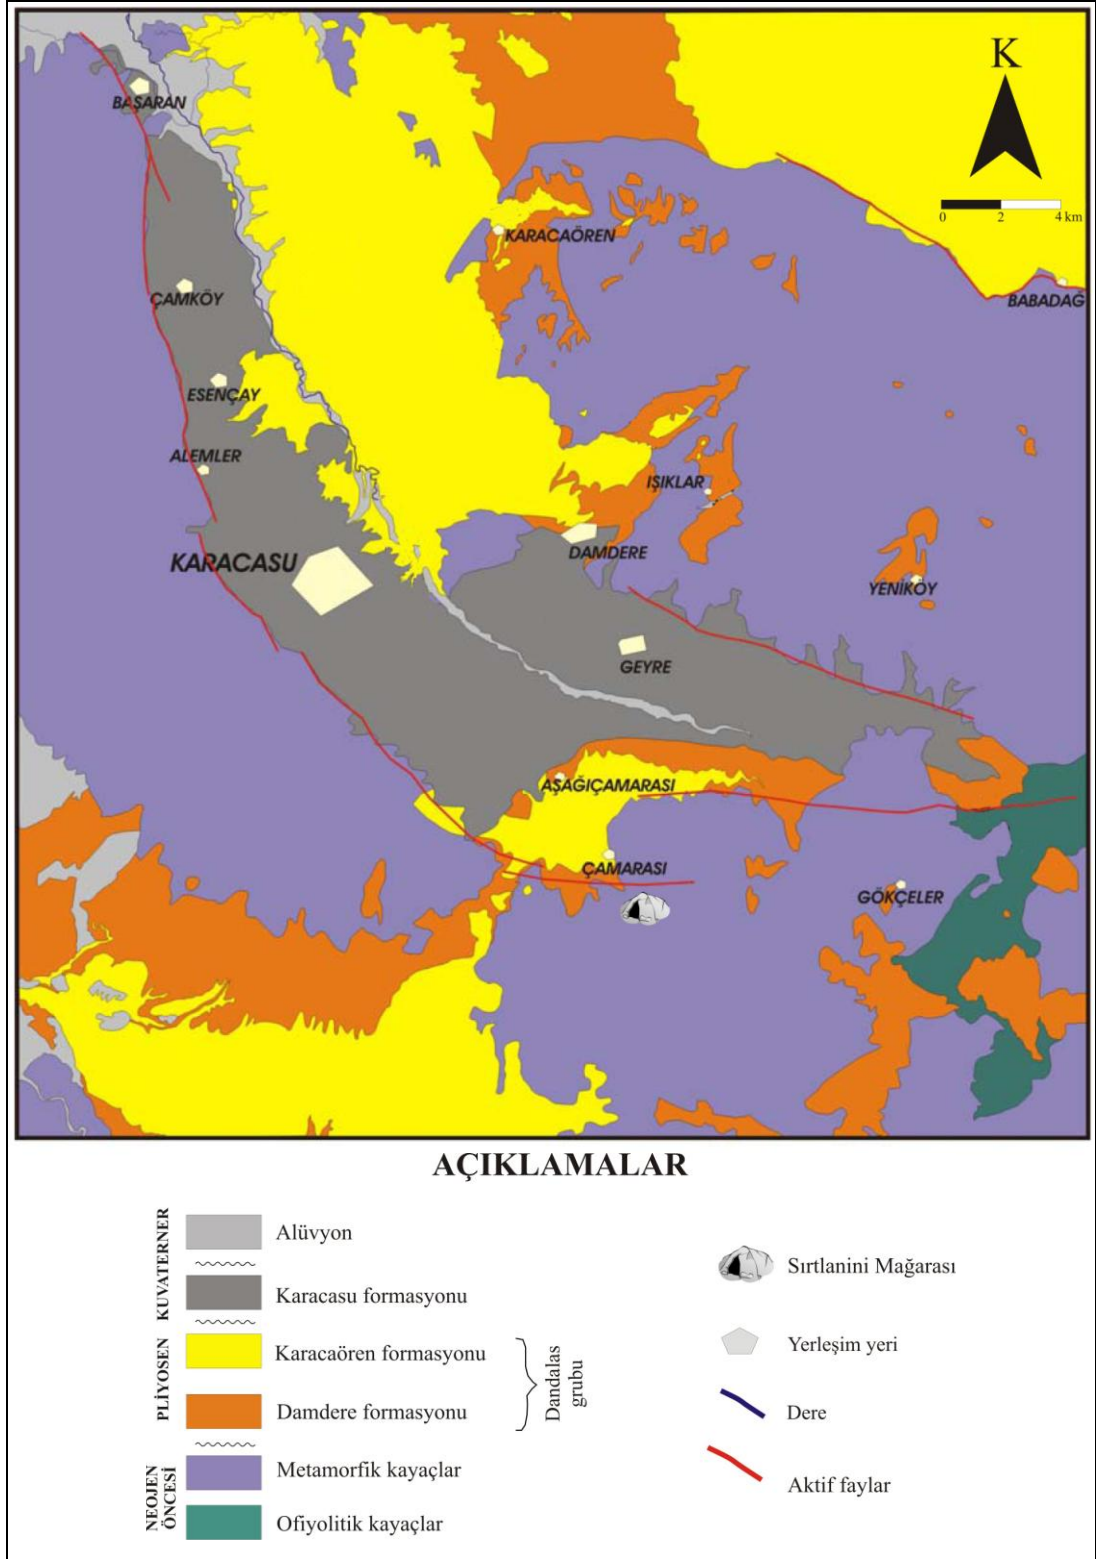 K
0 2 4 km
BAŞARAN
KARACAÖREN
ÇAMKÖY
BABADAĞ
ESENÇAY
ALEMLER
IŞIKLAR
KARACASU
DAMDERE
YENİKÖY
GEYRE
AŞAĞIÇAMARASI
ÇAMARASI
GÖKÇELER
AÇIKLAMALAR
KUVATERNER
Alüvyon
Karacasu formasyonu
PLİYOSEN
Karacaören formasyonu
Damdere formasyonu
Dandalas
grubu
NEOJEN
ÖNCESİ
Metamorfik kayaçlar
Ofiyolitik kayaçlar
Sırtlanini Mağarası
Yerleşim yeri
Dere
Aktif faylar